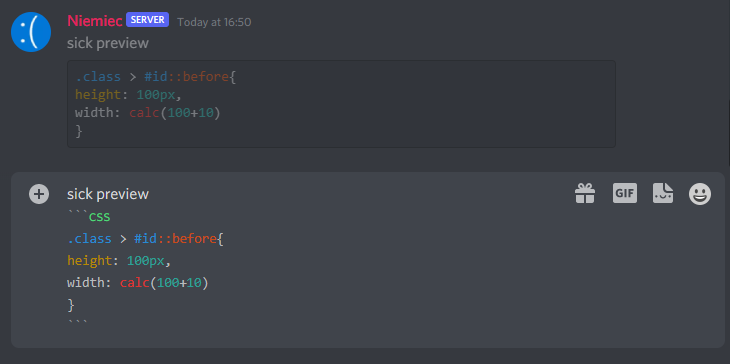 Niemiec SERVER Today at 16:50
sick preview
.class > #id::before{
height: 100px,
width: calc(100+10)
}
sick preview
GIF
```css
.class > #id::before{
height: 100px,
width: calc(100+10)
}
```